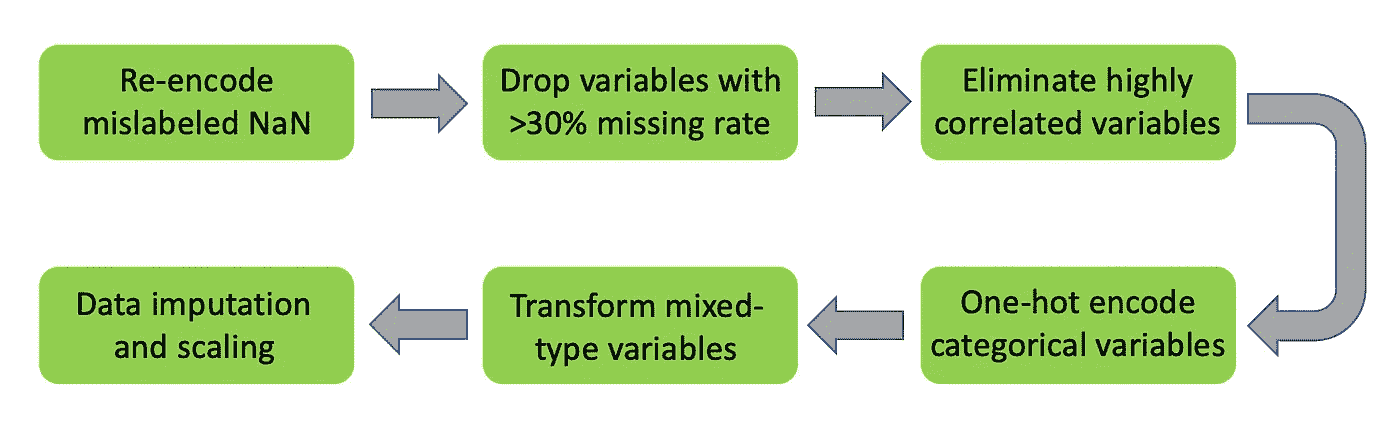 Re-encode
mislabeled NaN
Drop variables with
>30% missing rate
Eliminate highly
correlated variables
One-hot encode
categorical variables
Transform mixed-
type variables
Data imputation
and scaling